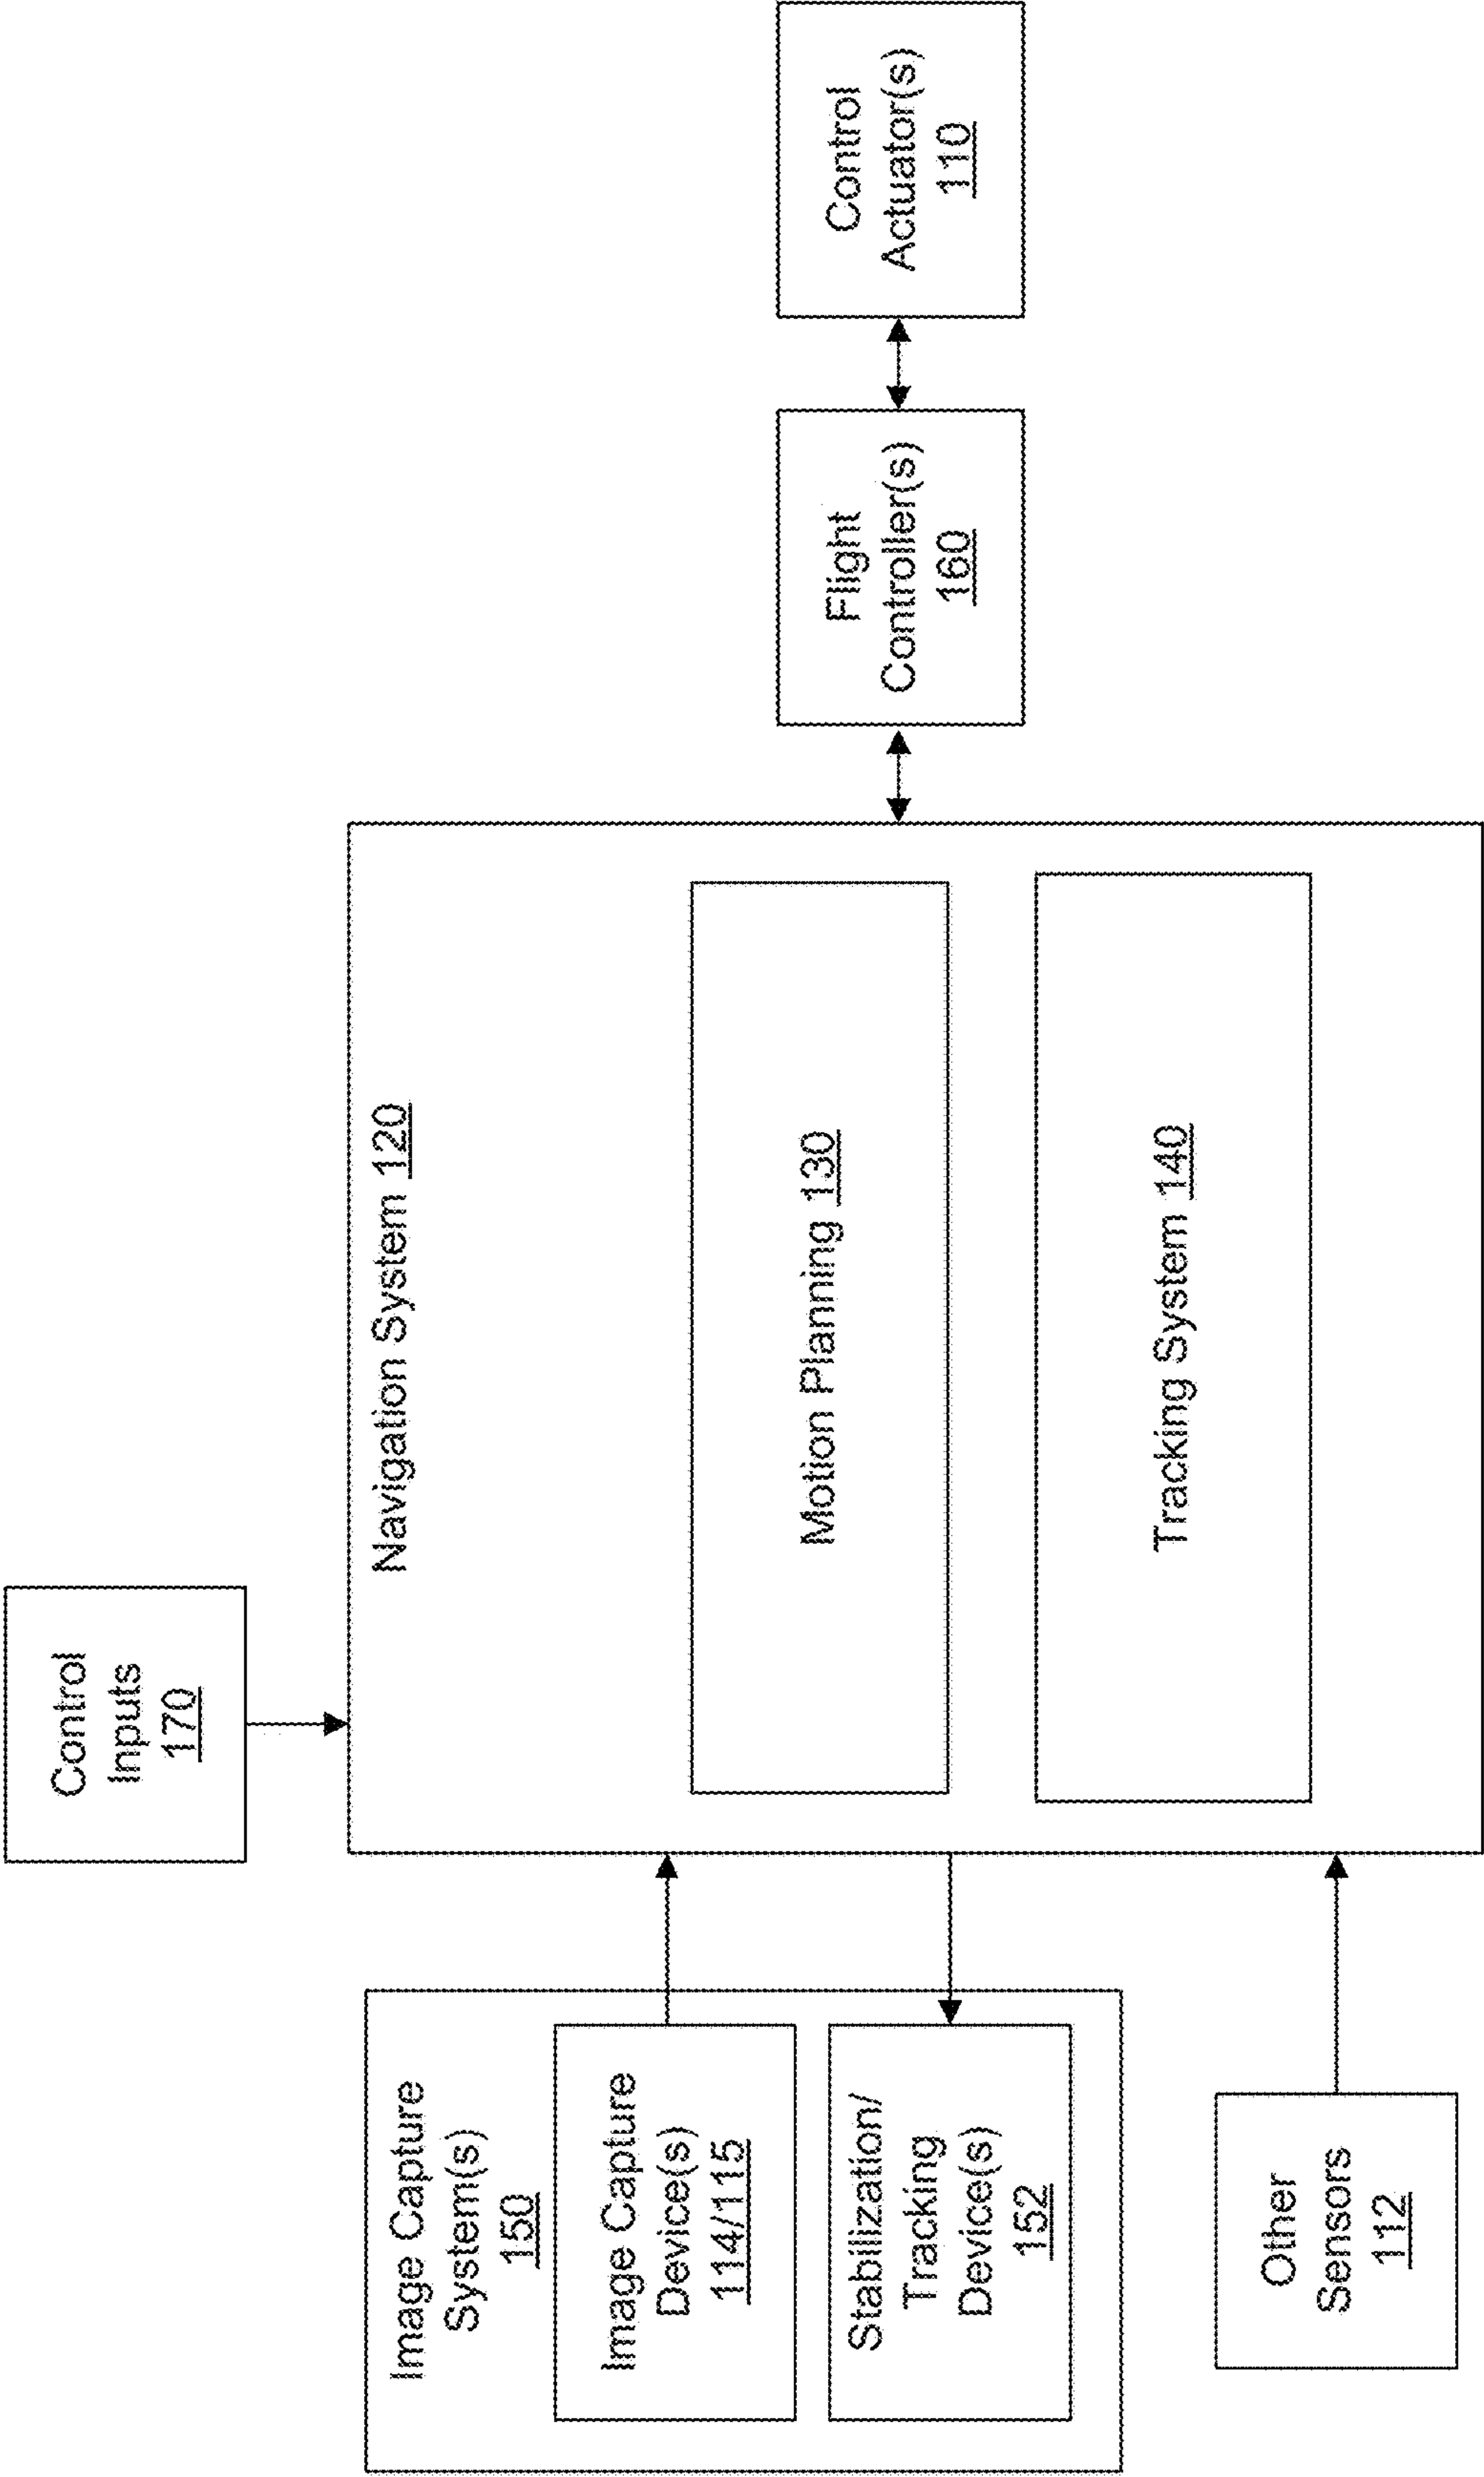 Control
Inputs
170
Image Capture
System(s)
150
Image Capture
Device(s)
114/115
Stabilization/
Tracking
Device(s)
152
Other
Sensors
112
Navigation System 120
Motion Planning 130
Tracking System 140
Flight
Controller(s)
160
Control
Actuator(s)
110